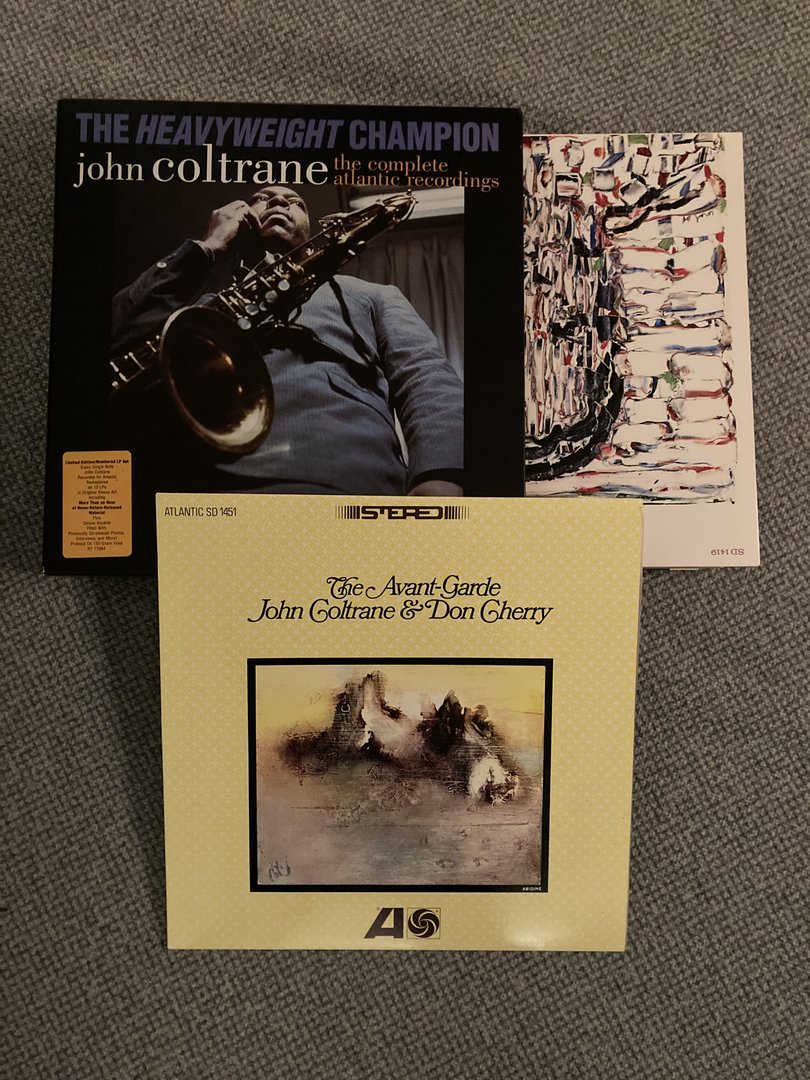 THE HEAVYWEIGHT CHAMPION
john coltrane
the complete
atlantic recordings
Limited-Edition/Numbered LP Set
Every Single Note
John Coltrane
Recorded for Atlantic
Remastered
on 12 LPs
In Original Sleeve Art
Including
More Than an Hour
of Never-Before-Released
Material
Plus
Deluxe Booklet
Filled With
Previously Unreleased Photos,
Interviews, and More!
Pressed On 180-Gram Vinyl
R1 71984
SD 1419
ATLANTIC SD 1451
STEREO
The Avant-Garde
John Coltrane & Don Cherry
ABIDINE
A